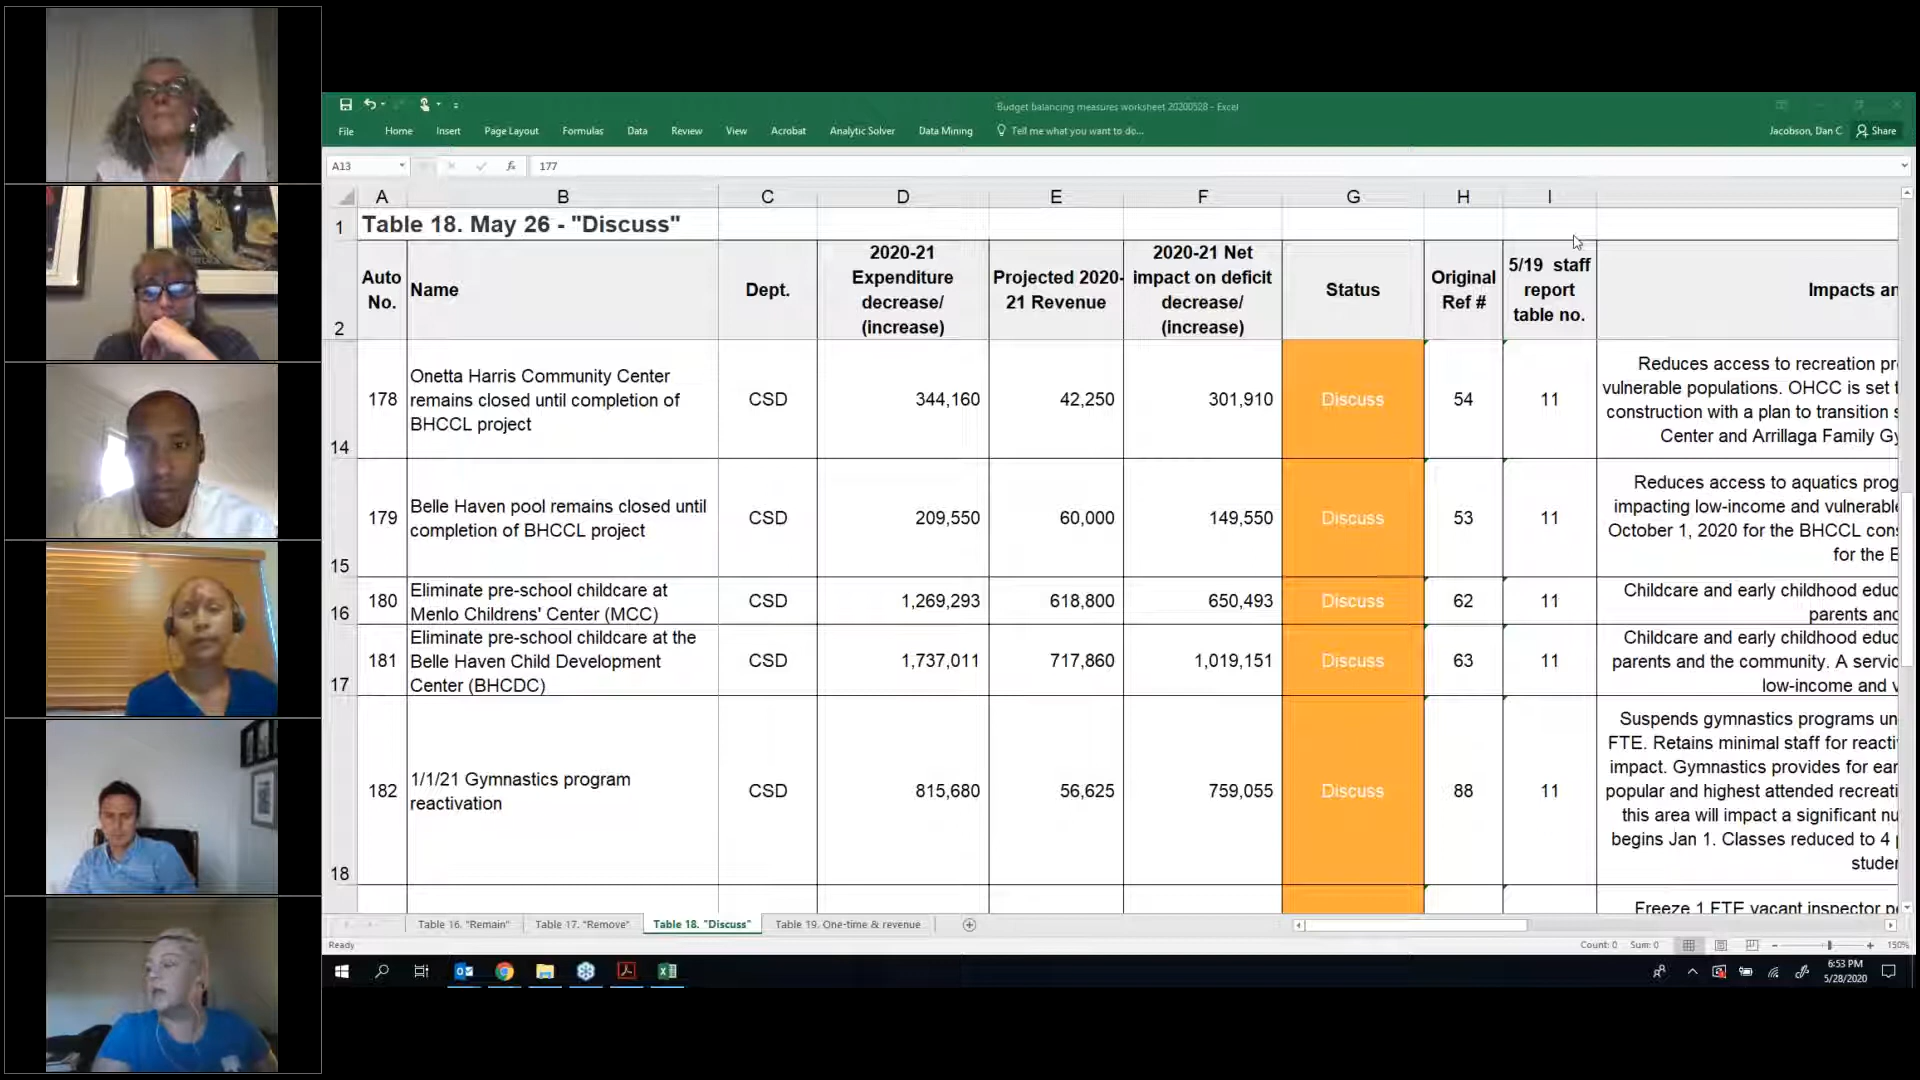 Budget balancing measures worksheet 20200528 - Excel
File Home Insert Page Layout Formulas Data Review View Acrobat Analytic Solver Data Mining Tell me what you want to do... Jacobson, Dan C Share
A13 fx 177
A B C D E F G H I
1 Table 18. May 26 - "Discuss"
2
Auto
No.
Name
Dept.
2020-21
Expenditure
decrease/
(increase)
Projected 2020-
21 Revenue
2020-21 Net
impact on deficit
decrease/
(increase)
Status
Original
Ref #
5/19 staff
report
table no.
Impacts an
14
178
Onetta Harris Community Center
remains closed until completion of
BHCCL project
CSD 344,160 42,250 301,910 Discuss 54 11
Reduces access to recreation pr
vulnerable populations. OHCC is set t
construction with a plan to transition s
Center and Arrillaga Family Gy
15
179
Belle Haven pool remains closed until
completion of BHCCL project
CSD 209,550 60,000 149,550 Discuss 53 11
Reduces access to aquatics prog
impacting low-income and vulnerable
October 1, 2020 for the BHCCL cons
for the B
16
180
Eliminate pre-school childcare at
Menlo Childrens' Center (MCC)
CSD 1,269,293 618,800 650,493 Discuss 62 11
Childcare and early childhood educ
parents and
17
181
Eliminate pre-school childcare at the
Belle Haven Child Development
Center (BHCDC)
CSD 1,737,011 717,860 1,019,151 Discuss 63 11
Childcare and early childhood educ
parents and the community. A servic
low-income and v
18
182
1/1/21 Gymnastics program
reactivation
CSD 815,680 56,625 759,055 Discuss 88 11
Suspends gymnastics programs un
FTE. Retains minimal staff for reacti
impact. Gymnastics provides for ear
popular and highest attended recreati
this area will impact a significant nu
begins Jan 1. Classes reduced to 4
studen
Freeze 1 FTE vacant inspector po
Table 16. "Remain" Table 17. "Remove" Table 18. "Discuss" Table 19. One-time & revenue
Ready Count: 0 Sum: 0 150%
6:53 PM
5/28/2020